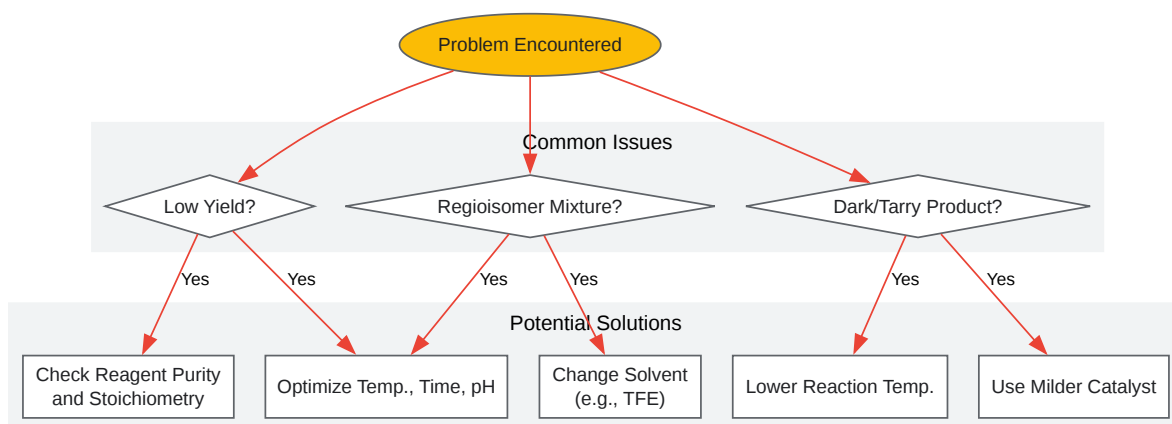 Problem Encountered
Common Issues
Low Yield?
Regioisomer Mixture?
Dark/Tarry Product?
Yes
Yes
Yes
Yes
Yes
Yes
Potential Solutions
Check Reagent Purity
and Stoichiometry
Optimize Temp., Time, pH
Change Solvent
(e.g., TFE)
Lower Reaction Temp.
Use Milder Catalyst